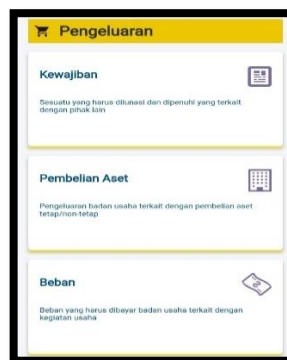 Pengeluaran
Kewajiban
Sesuatu yang harus dilunasi dan dipenuhi yang terkait
dengan pihak lain
Pembelian Aset
Pengeluaran badan usaha terkait dengan pembelian aset
tetap/non-tetap
Beban
Beban yang harus dibayar badan usaha terkait dengan
kegiatan usaha